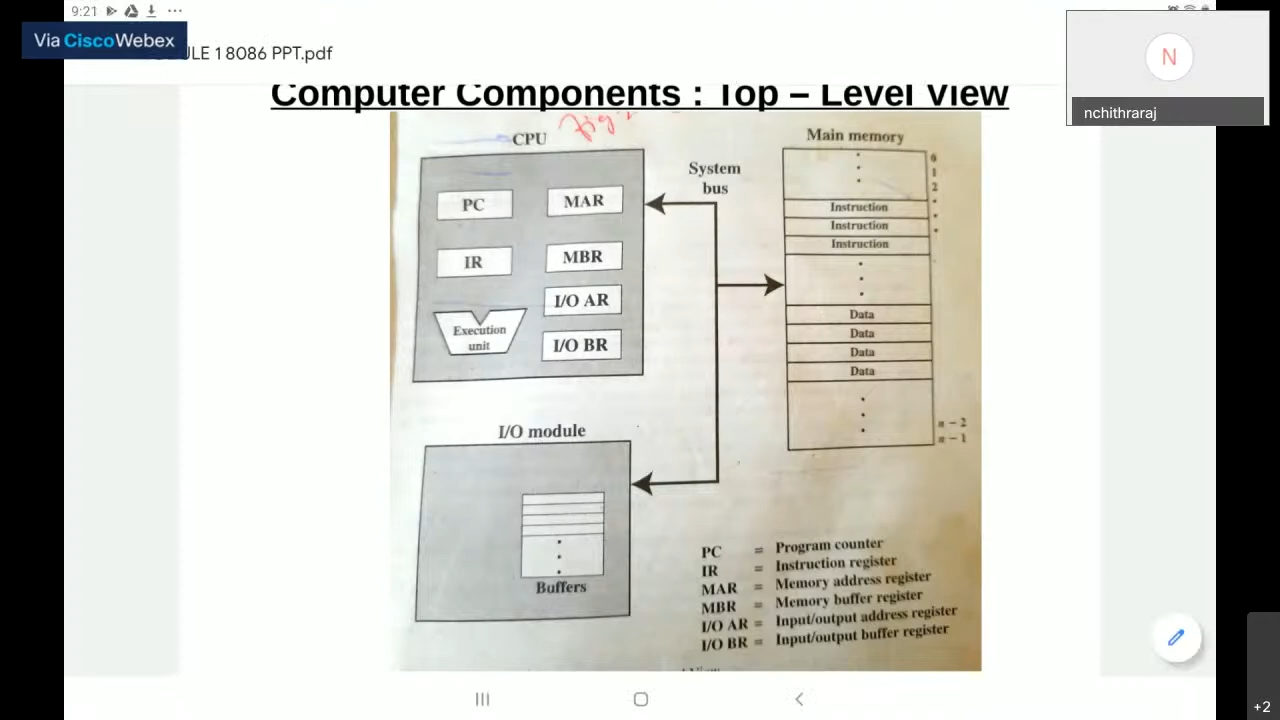 9:21
Via Cisco Webex
ULE 1 8086 PPT.pdf
N
nchithraraj
Computer Components : Top – Level View
CPU
PC
MAR
IR
MBR
I/O AR
Execution
unit
I/O BR
System
bus
Main memory
0
1
2
Instruction
Instruction
Instruction
Data
Data
Data
Data
n - 2
n - 1
I/O module
Buffers
PC = Program counter
IR = Instruction register
MAR = Memory address register
MBR = Memory buffer register
I/O AR = Input/output address register
I/O BR = Input/output buffer register
+2